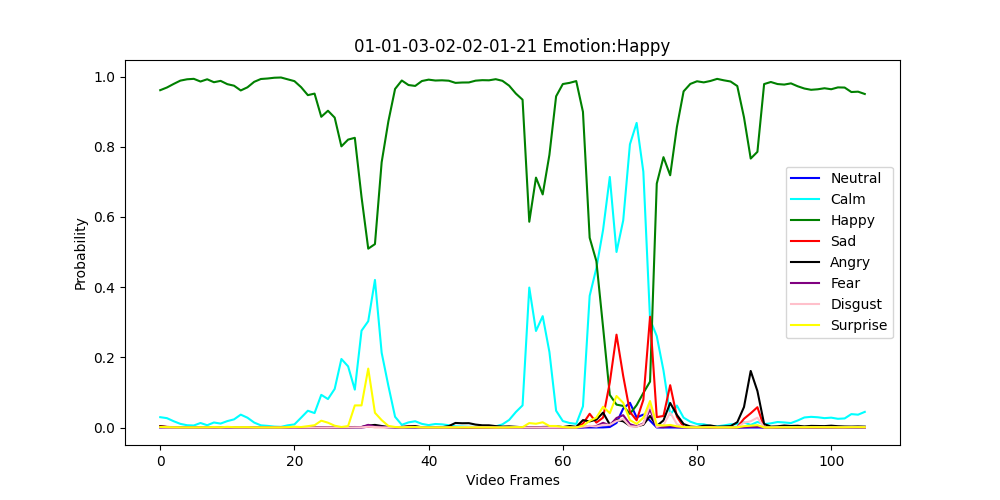 01-01-03-02-02-01-21 Emotion:Happy
1.0
0.8
0.6
0.4
0.2
0.0
Probability
0
20
40
60
80
100
Video Frames
Neutral
Calm
Happy
Sad
Angry
Fear
Disgust
Surprise